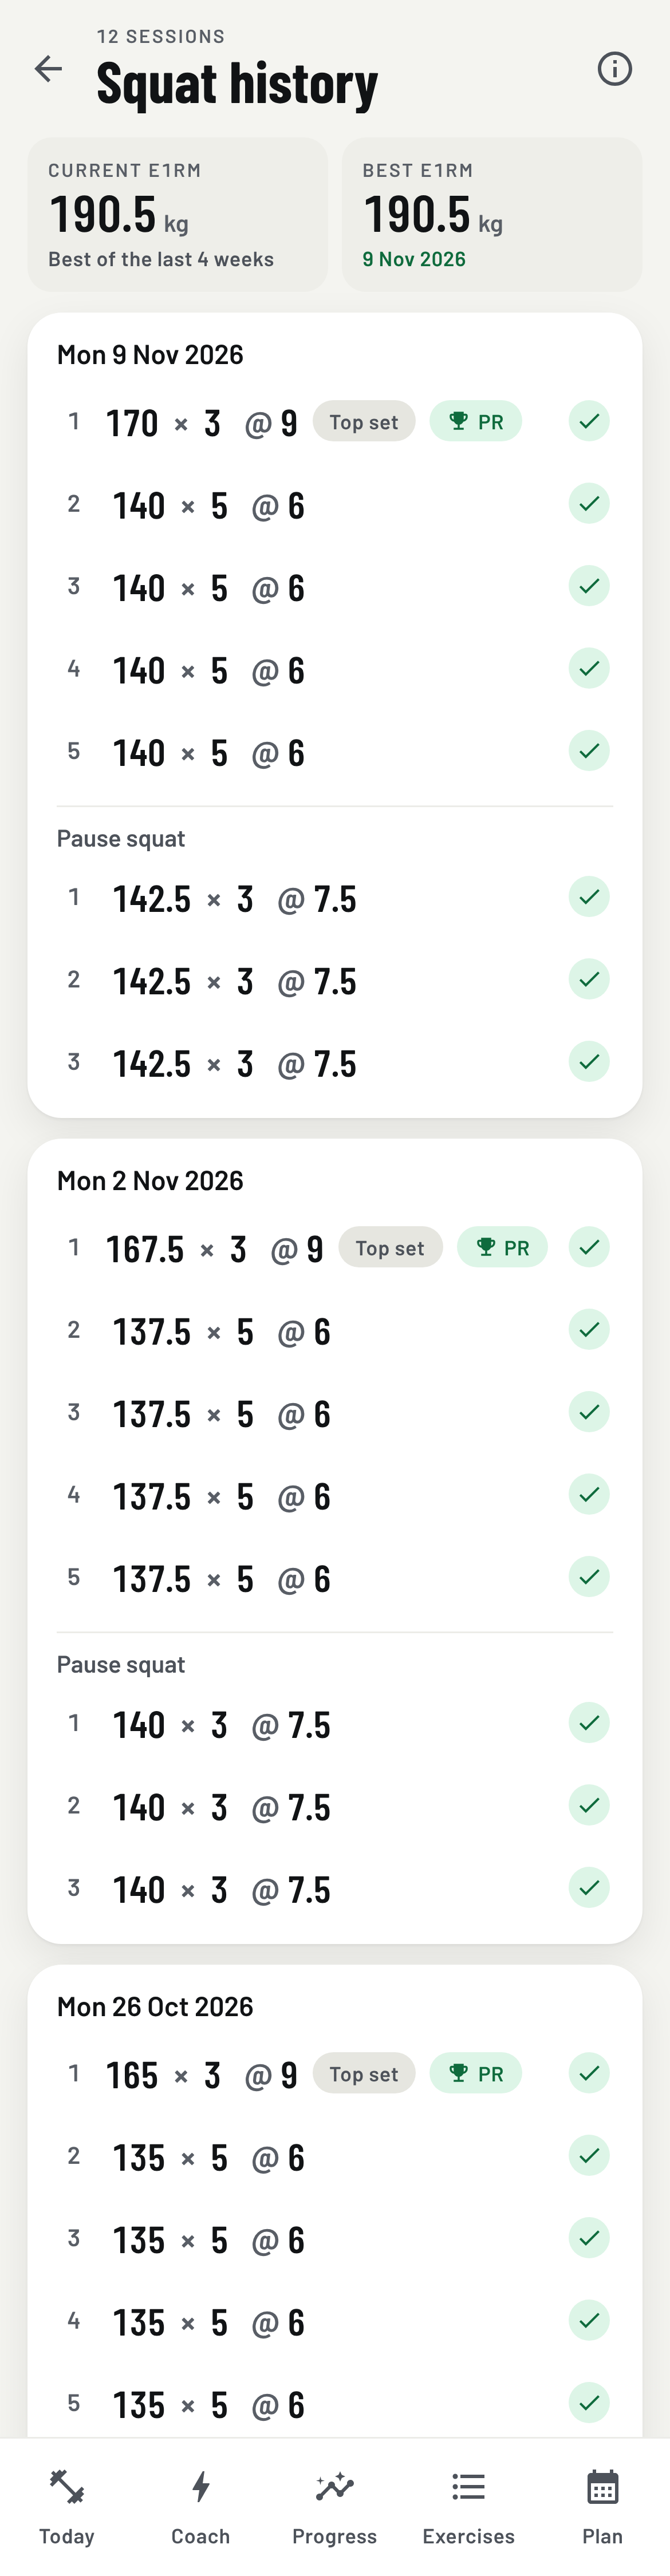 12 SESSIONS
Squat history
CURRENT E1RM
190.5 kg
Best of the last 4 weeks
BEST E1RM
190.5 kg
9 Nov 2026
Mon 9 Nov 2026
1 170 × 3 @ 9 Top set PR
2 140 × 5 @ 6
3 140 × 5 @ 6
4 140 × 5 @ 6
5 140 × 5 @ 6
Pause squat
1 142.5 × 3 @ 7.5
2 142.5 × 3 @ 7.5
3 142.5 × 3 @ 7.5
Mon 2 Nov 2026
1 167.5 × 3 @ 9 Top set PR
2 137.5 × 5 @ 6
3 137.5 × 5 @ 6
4 137.5 × 5 @ 6
5 137.5 × 5 @ 6
Pause squat
1 140 × 3 @ 7.5
2 140 × 3 @ 7.5
3 140 × 3 @ 7.5
Mon 26 Oct 2026
1 165 × 3 @ 9 Top set PR
2 135 × 5 @ 6
3 135 × 5 @ 6
4 135 × 5 @ 6
5 135 × 5 @ 6
Today Coach Progress Exercises Plan